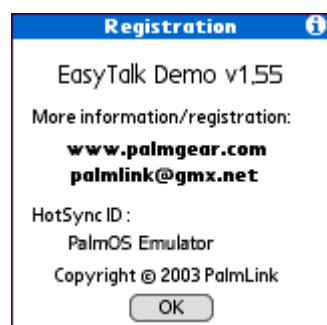 Registration
EasyTalk Demo v1.55
More information/registration:
www.palmgear.com
palmlink@gmx.net
HotSync ID :
PalmOS Emulator
Copyright © 2003 PalmLink
OK